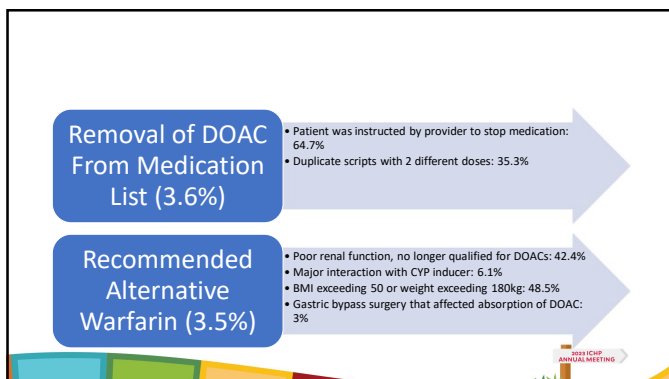 Removal of DOAC
From Medication
List (3.6%)
• Patient was instructed by provider to stop medication:
64.7%
• Duplicate scripts with 2 different doses: 35.3%
Recommended
Alternative
Warfarin (3.5%)
• Poor renal function, no longer qualified for DOACs: 42.4%
• Major interaction with CYP inducer: 6.1%
• BMI exceeding 50 or weight exceeding 180kg: 48.5%
• Gastric bypass surgery that affected absorption of DOAC:
3%
2023 ICHP
ANNUAL MEETING